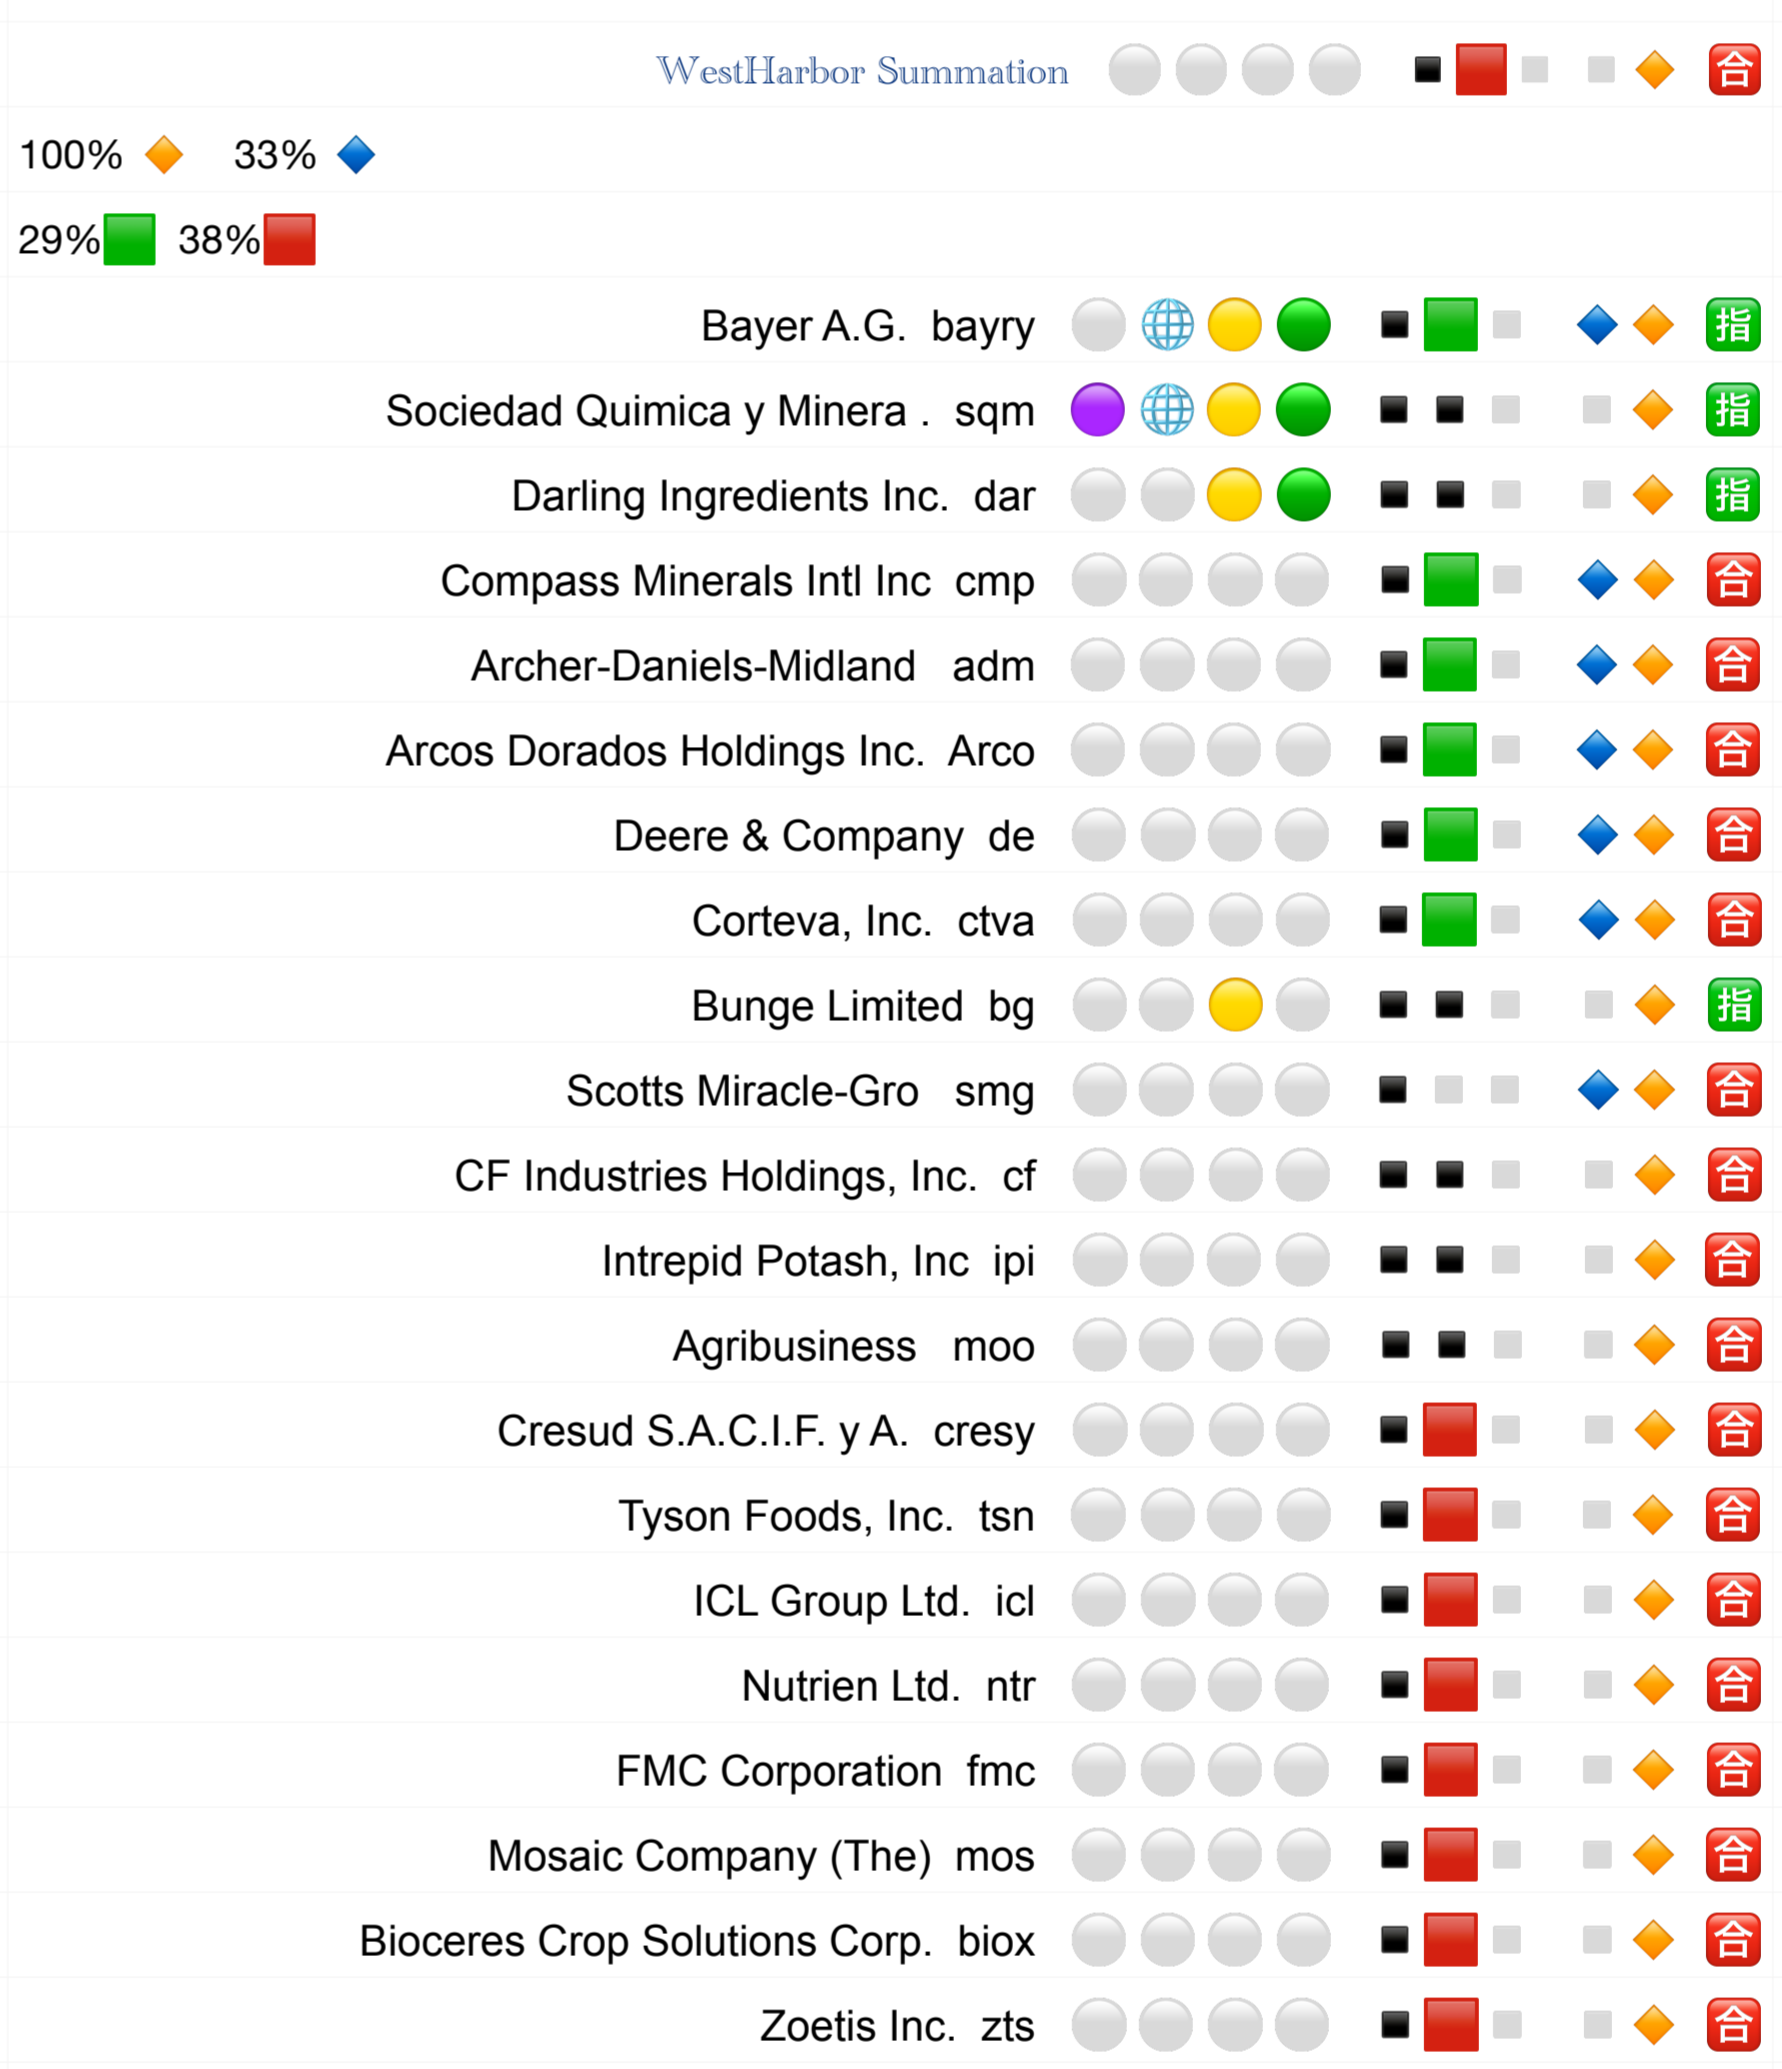 WestHarbor Summation 合
100% 33%
29% 38%
Bayer A.G. bayry 指
Sociedad Quimica y Minera . sqm 指
Darling Ingredients Inc. dar 指
Compass Minerals Intl Inc cmp 合
Archer-Daniels-Midland adm 合
Arcos Dorados Holdings Inc. Arco 合
Deere & Company de 合
Corteva, Inc. ctva 合
Bunge Limited bg 指
Scotts Miracle-Gro smg 合
CF Industries Holdings, Inc. cf 合
Intrepid Potash, Inc ipi 合
Agribusiness moo 合
Cresud S.A.C.I.F. y A. cresy 合
Tyson Foods, Inc. tsn 合
ICL Group Ltd. icl 合
Nutrien Ltd. ntr 合
FMC Corporation fmc 合
Mosaic Company (The) mos 合
Bioceres Crop Solutions Corp. biox 合
Zoetis Inc. zts 合